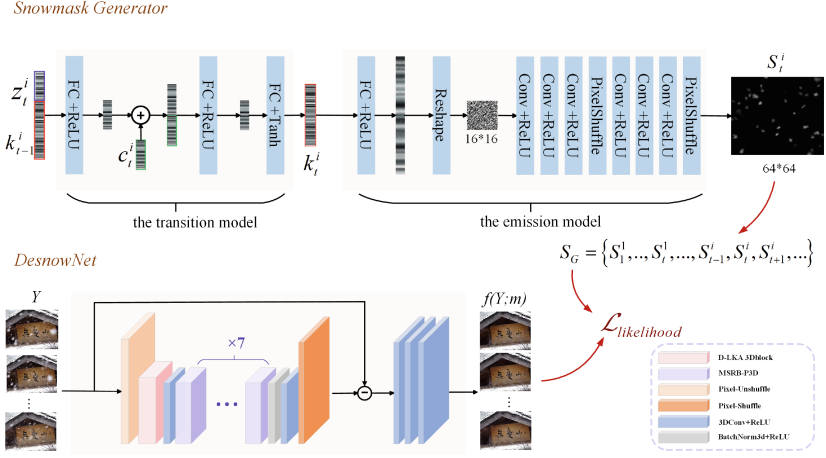 Snowmask Generator
z_t^i
k_{t-1}^i
FC +ReLU
+
c_t^i
FC +ReLU
FC +Tanh
k_t^i
the transition model
FC +ReLU
Reshape
16*16
Conv +ReLU
Conv +ReLU
Conv +ReLU
PixelShuffle
Conv +ReLU
Conv +ReLU
Conv +ReLU
PixelShuffle
the emission model
S_t^i
64*64
S_G = {S_1^1,..,S_t^1,...,S_{t-1}^i,S_t^i,S_{t+1}^i,...}
ℒ_{likelihood}
DesnowNet
Y
×7
−
f(Y;m)
D-LKA 3Dblock
MSRB-P3D
Pixel-Unshuffle
Pixel-Shuffle
3DConv+ReLU
BatchNorm3d+ReLU